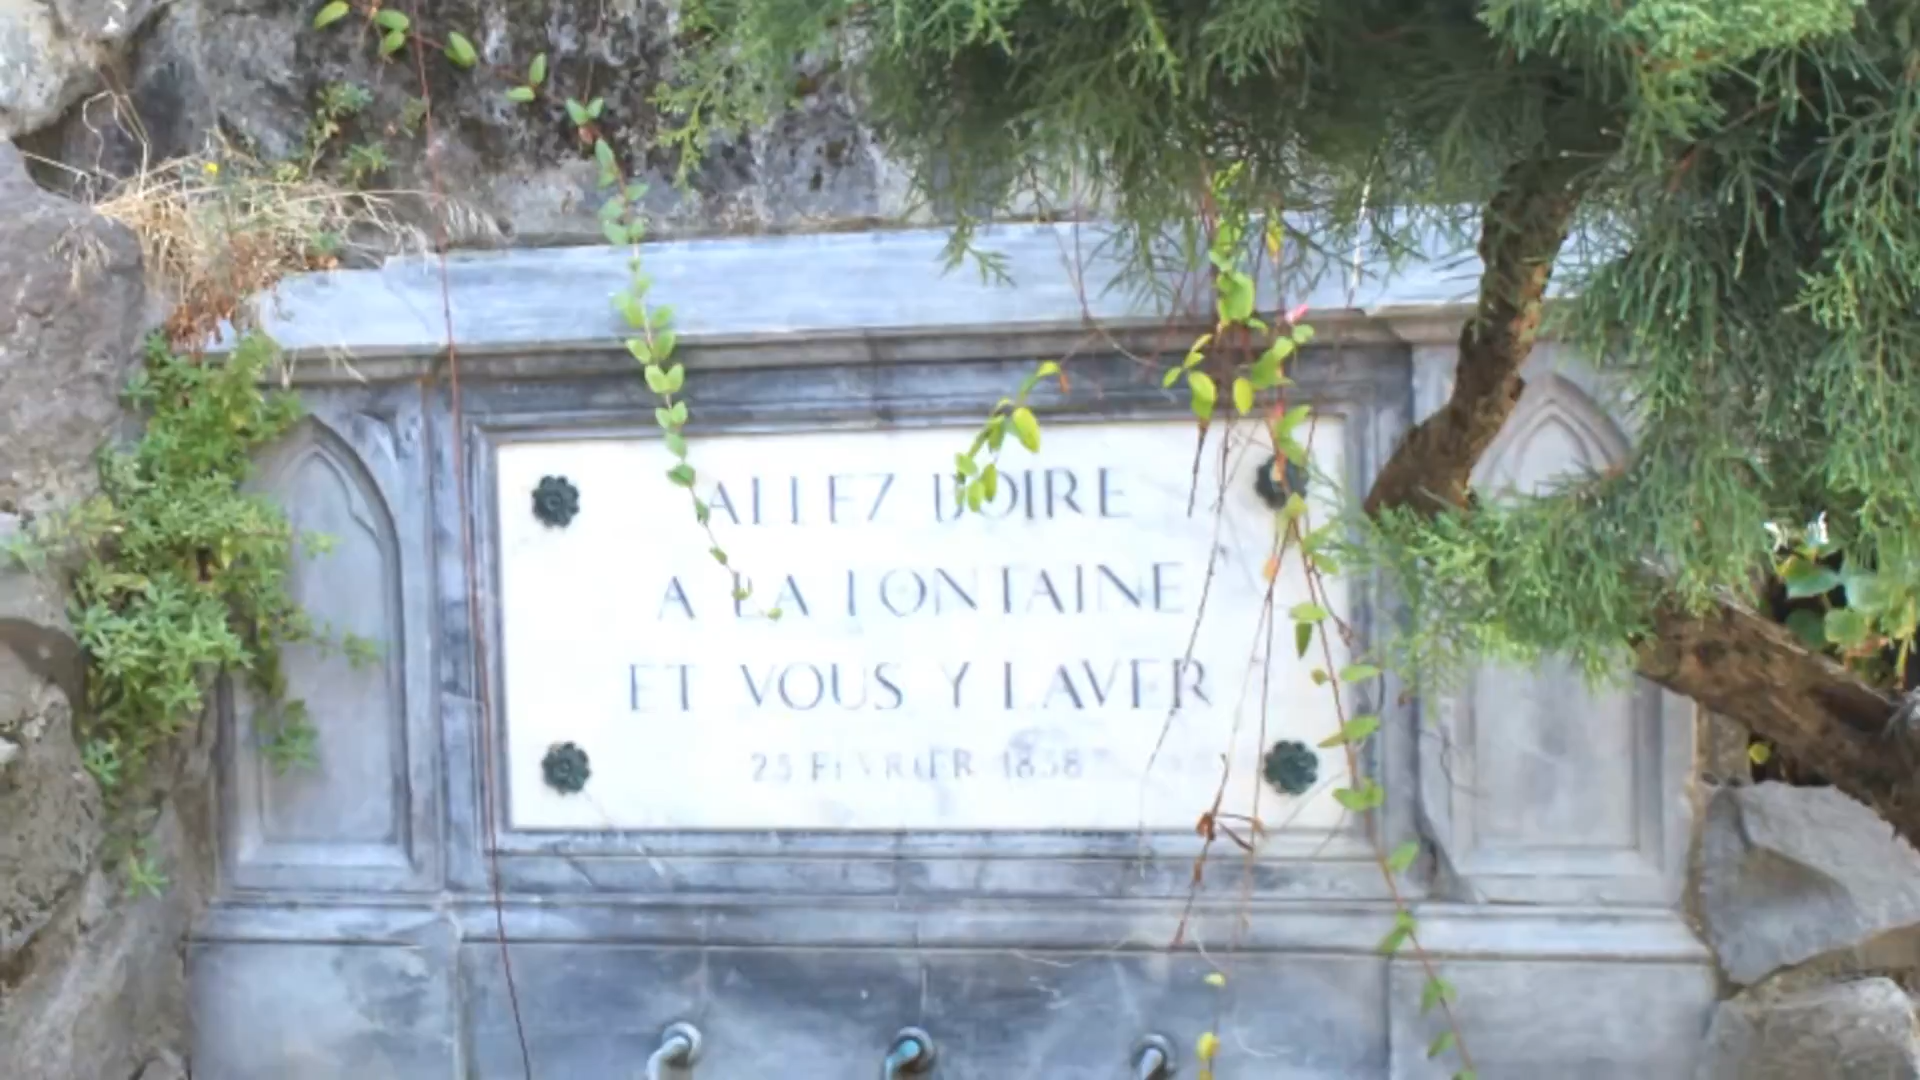 ALLEZ BOIRE
A LA FONTAINE
ET VOUS Y LAVER
25 FEVRIER 1858